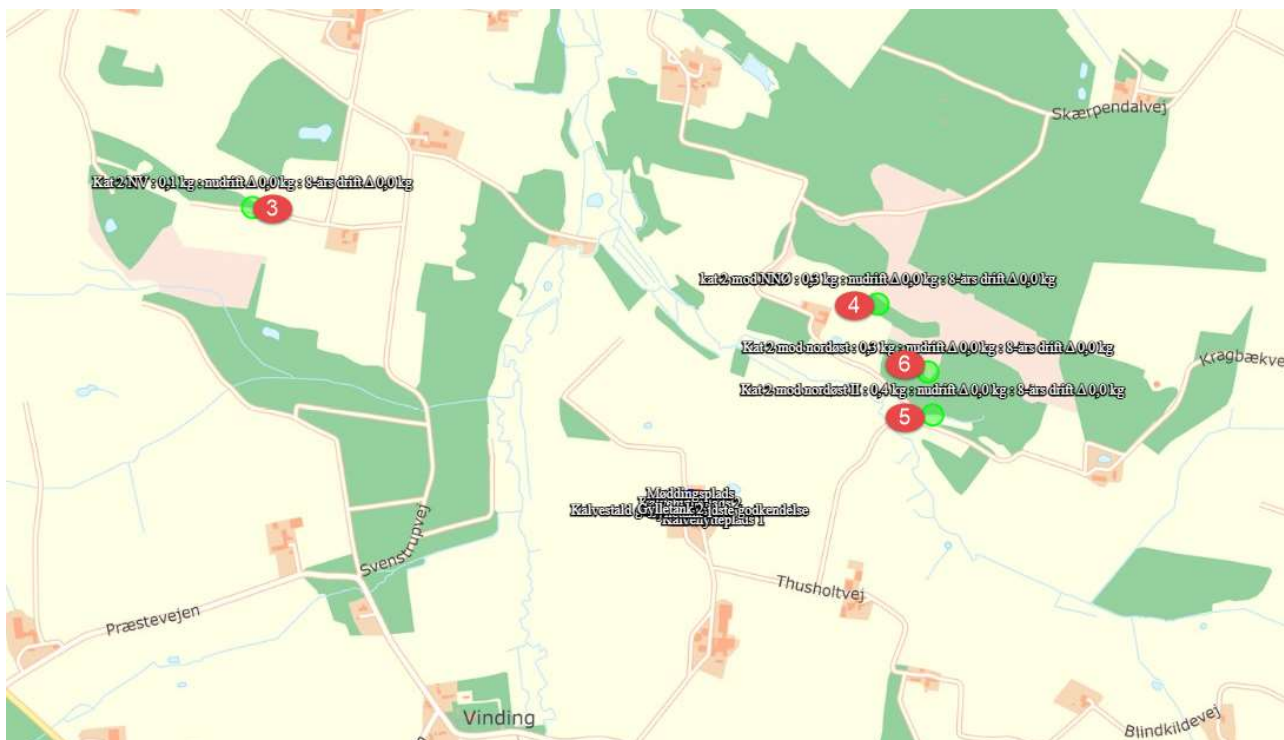 Skærpendalvej
Kat 2 NV : 0,1 kg : nudrift Δ 0,0 kg : 8-års drift Δ 0,0 kg
3
kat 2 mod NNØ : 0,3 kg : nudrift Δ 0,0 kg : 8-års drift Δ 0,0 kg
4
Kat 2 mod nordøst : 0,3 kg : nudrift Δ 0,0 kg : 8-års drift Δ 0,0 kg
Kragbækve
6
Kat 2 mod nordøst II : 0,4 kg : nudrift Δ 0,0 kg : 8-års drift Δ 0,0 kg
5
Møddingsplads
Kalvestald Gylletank 2 idste godkendelse
Kalvehytteplads 1
Svenstrupvej
Thusholtvej
Præstevejen
Vinding
Blindkildevej